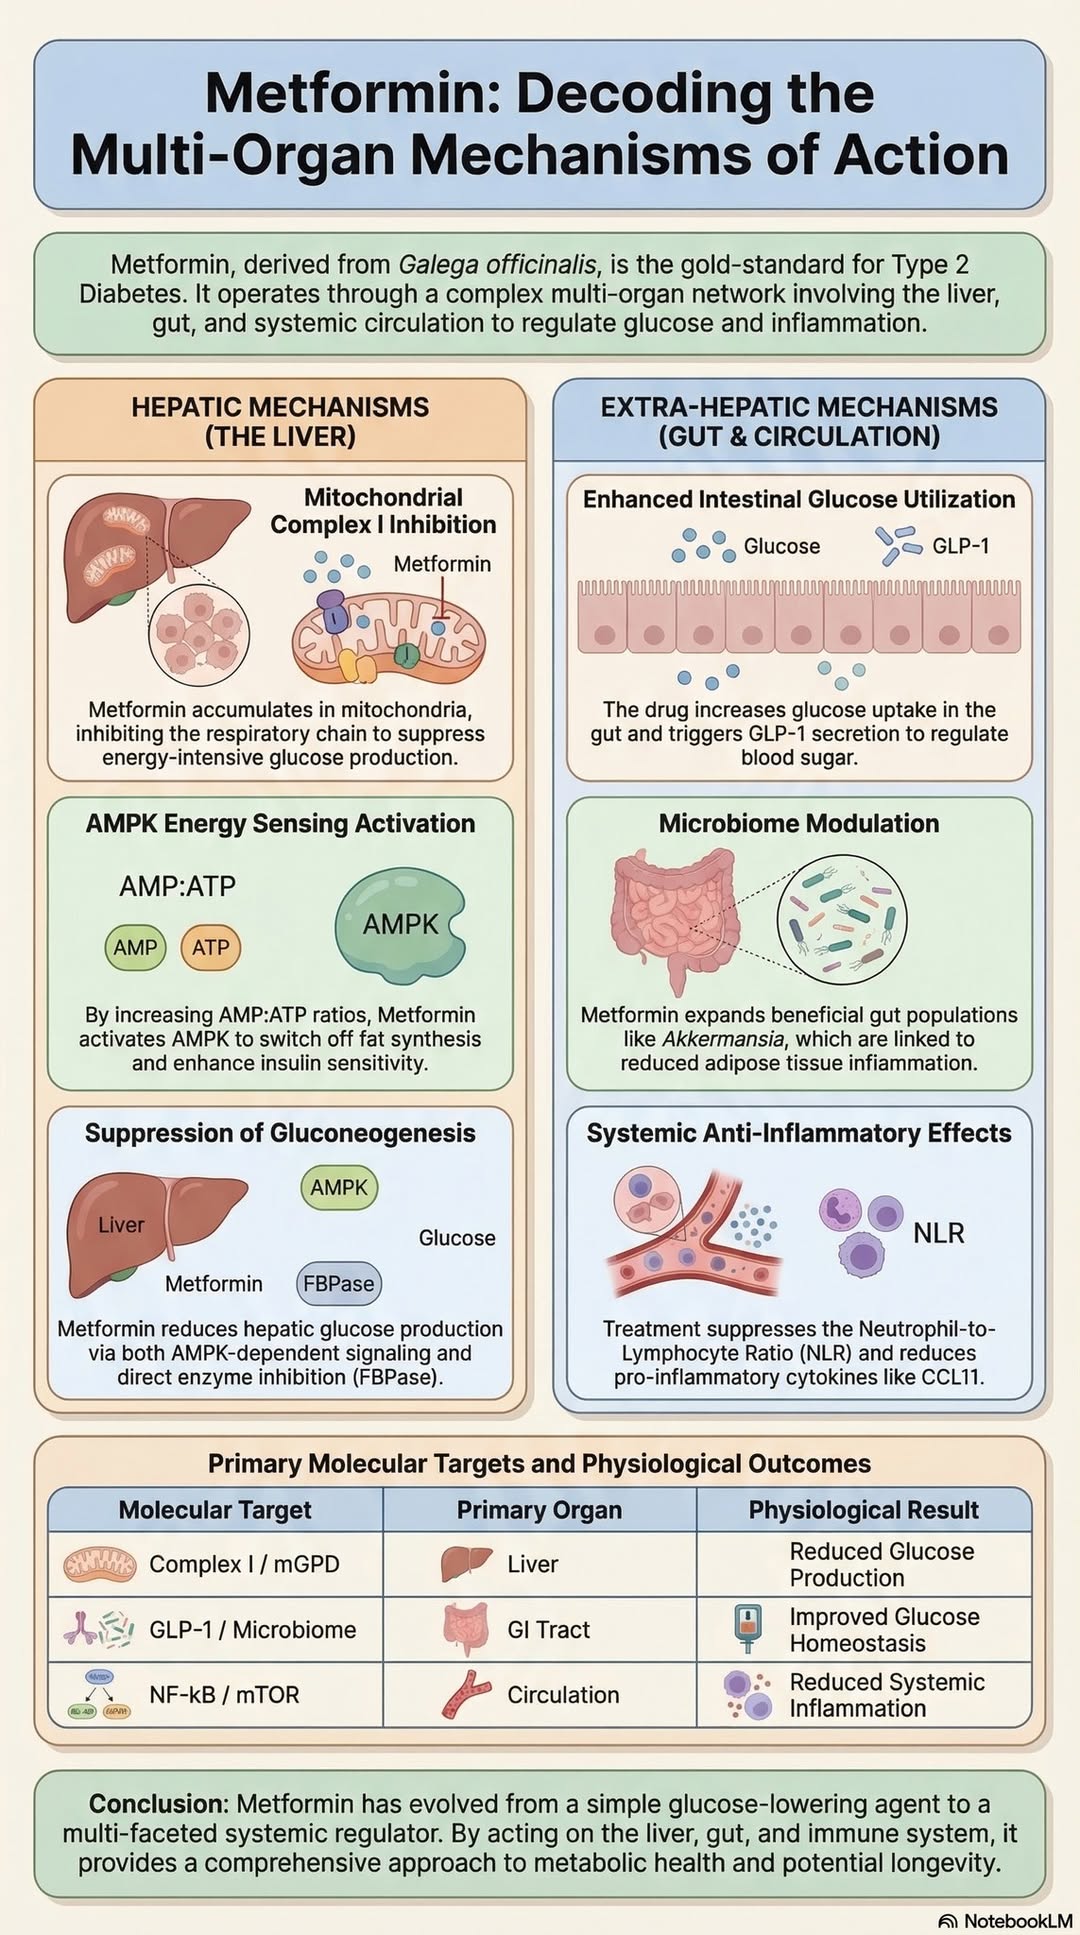 Metformin: Decoding the
Multi-Organ Mechanisms of Action
Metformin, derived from Galega officinalis, is the gold-standard for Type 2
Diabetes. It operates through a complex multi-organ network involving the liver,
gut, and systemic circulation to regulate glucose and inflammation.
HEPATIC MECHANISMS
(THE LIVER)
Mitochondrial
Complex I Inhibition
Metformin
I
I
Metformin accumulates in mitochondria,
inhibiting the respiratory chain to suppress
energy-intensive glucose production.
AMPK Energy Sensing Activation
AMP:ATP
AMP
ATP
AMPK
By increasing AMP:ATP ratios, Metformin
activates AMPK to switch off fat synthesis
and enhance insulin sensitivity.
Suppression of Gluconeogenesis
AMPK
Liver
Glucose
Metformin
FBPase
Metformin reduces hepatic glucose production
via both AMPK-dependent signaling and
direct enzyme inhibition (FBPase).
EXTRA-HEPATIC MECHANISMS
(GUT & CIRCULATION)
Enhanced Intestinal Glucose Utilization
Glucose
GLP-1
The drug increases glucose uptake in the
gut and triggers GLP-1 secretion to regulate
blood sugar.
Microbiome Modulation
Metformin expands beneficial gut populations
like Akkermansia, which are linked to
reduced adipose tissue inflammation.
Systemic Anti-Inflammatory Effects
NLR
Treatment suppresses the Neutrophil-to-
Lymphocyte Ratio (NLR) and reduces
pro-inflammatory cytokines like CCL11.
Primary Molecular Targets and Physiological Outcomes
Molecular Target
Primary Organ
Physiological Result
Complex I / mGPD
Liver
Reduced Glucose
Production
GLP-1 / Microbiome
GI Tract
Improved Glucose
Homeostasis
NF-kB / mTOR
Circulation
Reduced Systemic
Inflammation
Conclusion: Metformin has evolved from a simple glucose-lowering agent to a
multi-faceted systemic regulator. By acting on the liver, gut, and immune system, it
provides a comprehensive approach to metabolic health and potential longevity.
NotebookLM